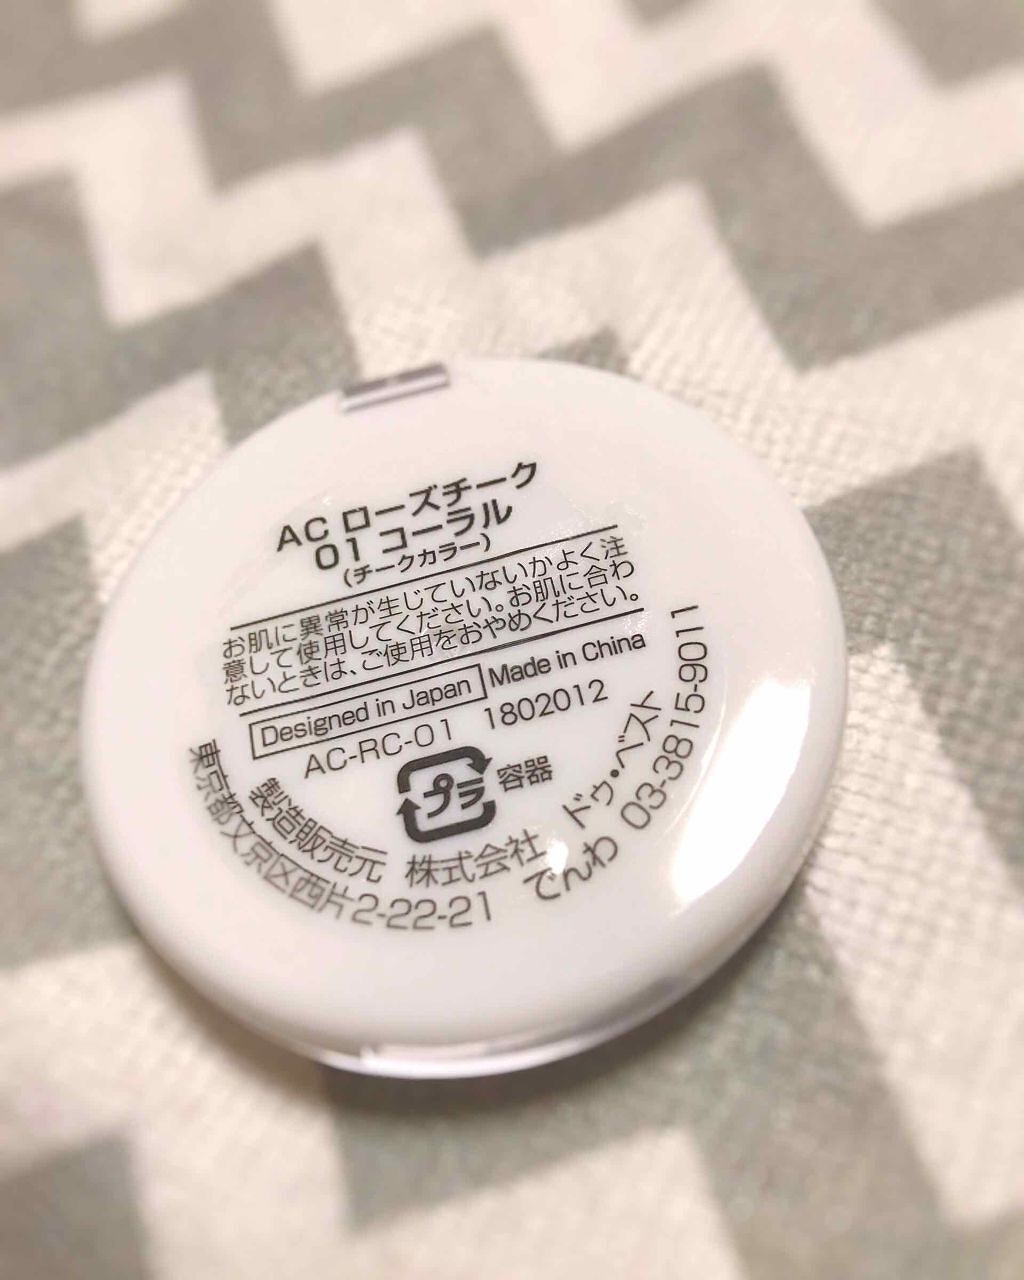 AC ローズチーク
01 コーラル
(チークカラー)
お肌に異常が生じていないかよく注
意して使用してください。お肌に合わ
ないときは、ご使用をおやめください。
Designed in Japan Made in China
AC-RC-01 1802012
プラ 容器
製造販売元 株式会社 ドゥ・ベスト
東京都文京区西片2-22-21 でんわ 03-3815-9011